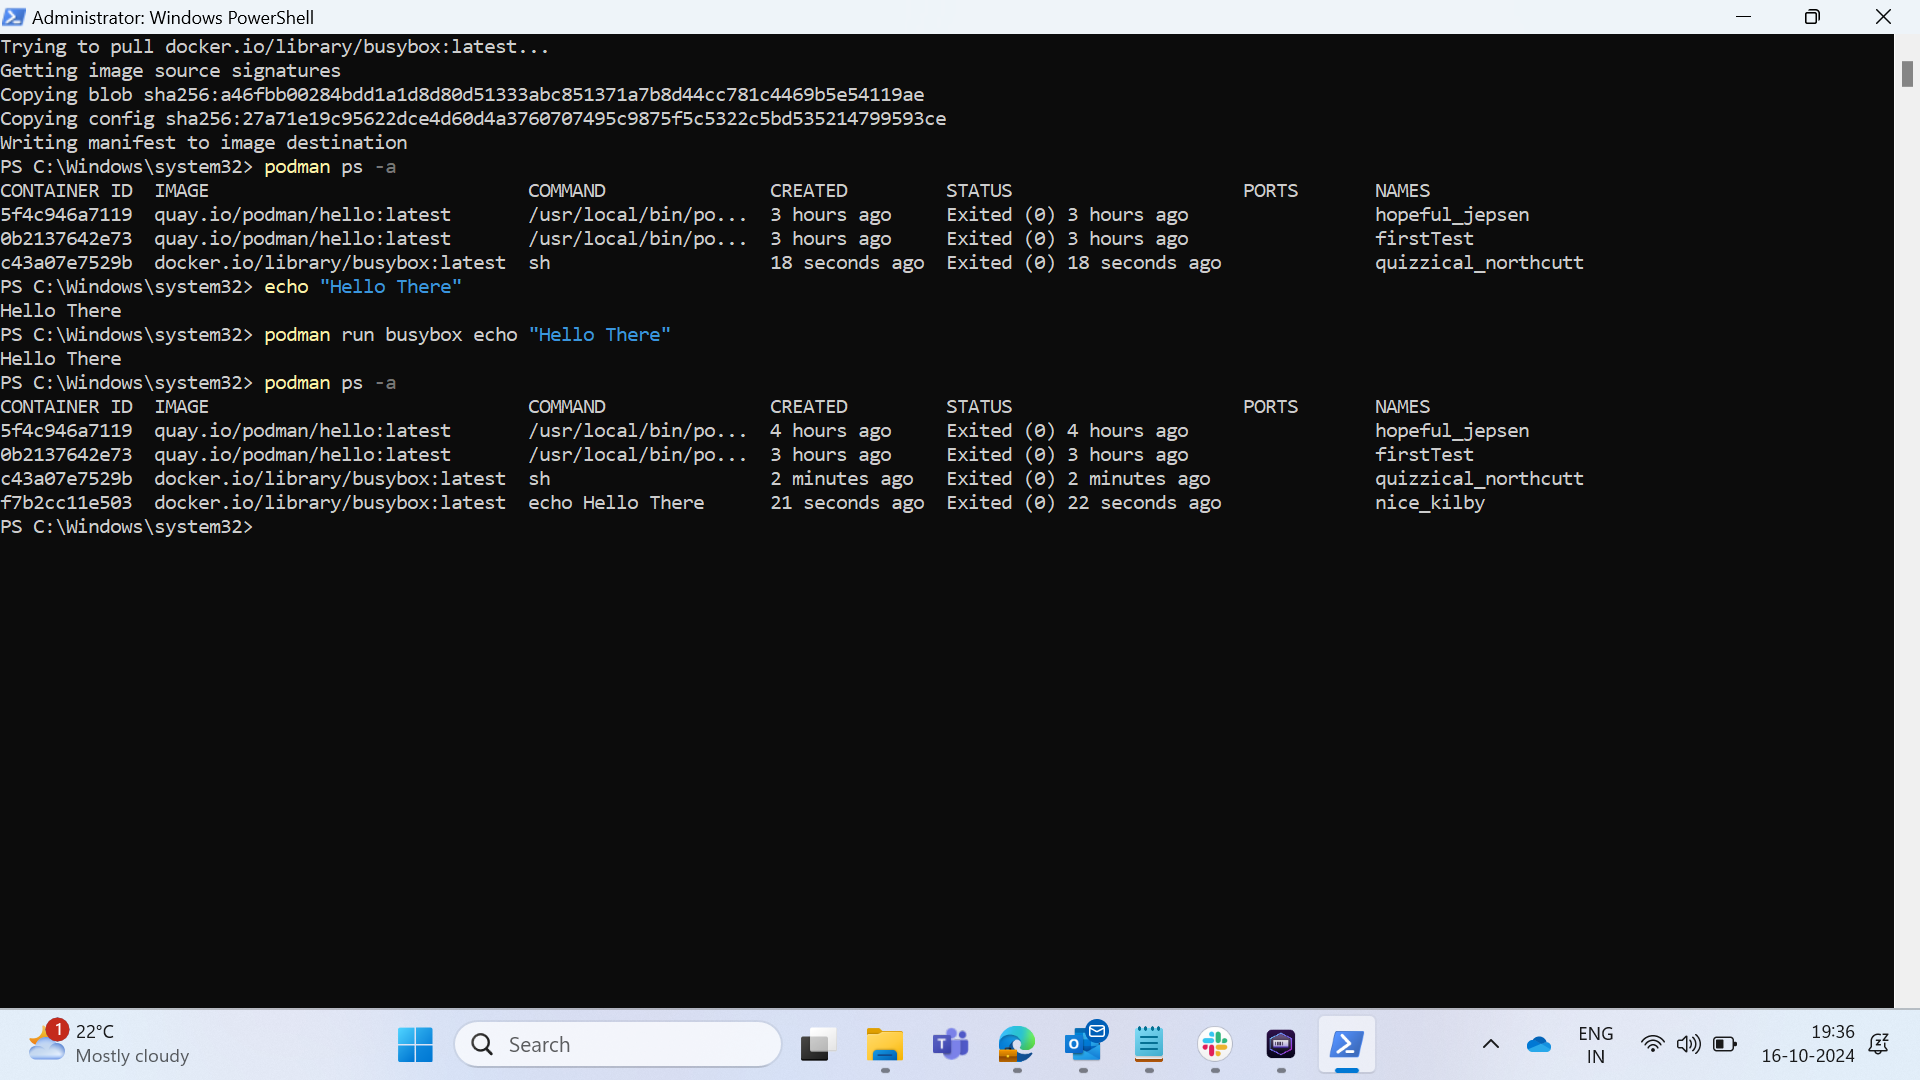 Administrator: Windows PowerShell
Trying to pull docker.io/library/busybox:latest...
Getting image source signatures
Copying blob sha256:a46fbb00284bdd1a1d8d80d51333abc851371a7b8d44cc781c4469b5e54119ae
Copying config sha256:27a71e19c95622dce4d60d4a3760707495c9875f5c5322c5bd535214799593ce
Writing manifest to image destination
PS C:\Windows\system32> podman ps -a
CONTAINER ID  IMAGE                             COMMAND               CREATED         STATUS                     PORTS       NAMES
5f4c946a7119  quay.io/podman/hello:latest       /usr/local/bin/po...  3 hours ago     Exited (0) 3 hours ago                 hopeful_jepsen
0b2137642e73  quay.io/podman/hello:latest       /usr/local/bin/po...  3 hours ago     Exited (0) 3 hours ago                 firstTest
c43a07e7529b  docker.io/library/busybox:latest  sh                    18 seconds ago  Exited (0) 18 seconds ago              quizzical_northcutt
PS C:\Windows\system32> echo "Hello There"
Hello There
PS C:\Windows\system32> podman run busybox echo "Hello There"
Hello There
PS C:\Windows\system32> podman ps -a
CONTAINER ID  IMAGE                             COMMAND               CREATED         STATUS                     PORTS       NAMES
5f4c946a7119  quay.io/podman/hello:latest       /usr/local/bin/po...  4 hours ago     Exited (0) 4 hours ago                 hopeful_jepsen
0b2137642e73  quay.io/podman/hello:latest       /usr/local/bin/po...  3 hours ago     Exited (0) 3 hours ago                 firstTest
c43a07e7529b  docker.io/library/busybox:latest  sh                    2 minutes ago   Exited (0) 2 minutes ago               quizzical_northcutt
f7b2cc11e503  docker.io/library/busybox:latest  echo Hello There      21 seconds ago  Exited (0) 22 seconds ago              nice_kilby
PS C:\Windows\system32>
1 22°C
Mostly cloudy
Search
ENG
IN
19:36
16-10-2024